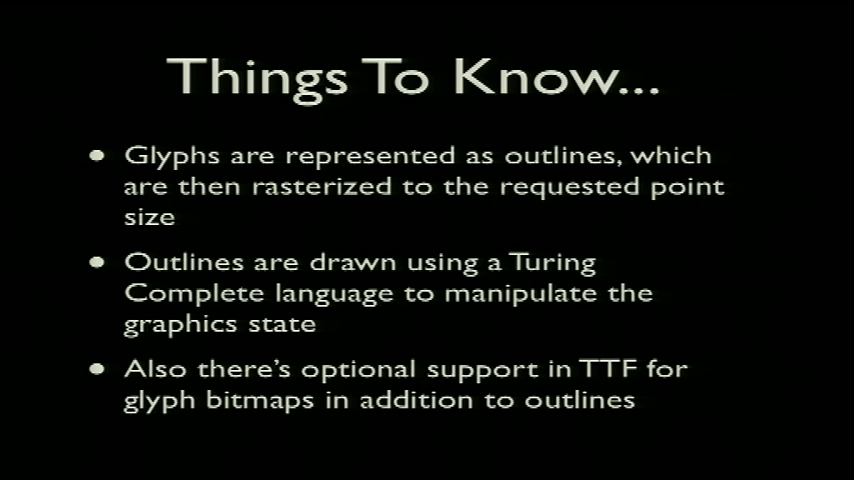 Things To Know...
• Glyphs are represented as outlines, which
are then rasterized to the requested point
size
• Outlines are drawn using a Turing
Complete language to manipulate the
graphics state
• Also there's optional support in TTF for
glyph bitmaps in addition to outlines